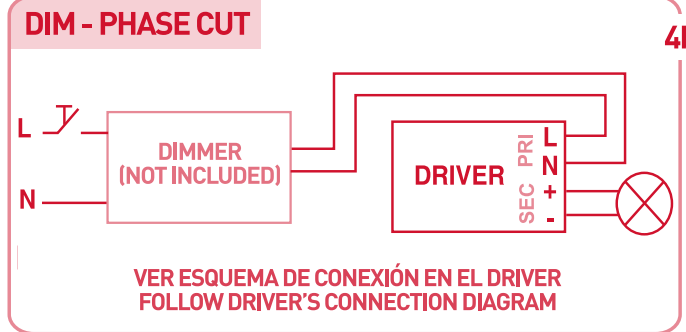 DIM - PHASE CUT
L
N
DIMMER
(NOT INCLUDED)
DRIVER
PRI
SEC
L
N
+
-
VER ESQUEMA DE CONEXIÓN EN EL DRIVER
FOLLOW DRIVER'S CONNECTION DIAGRAM